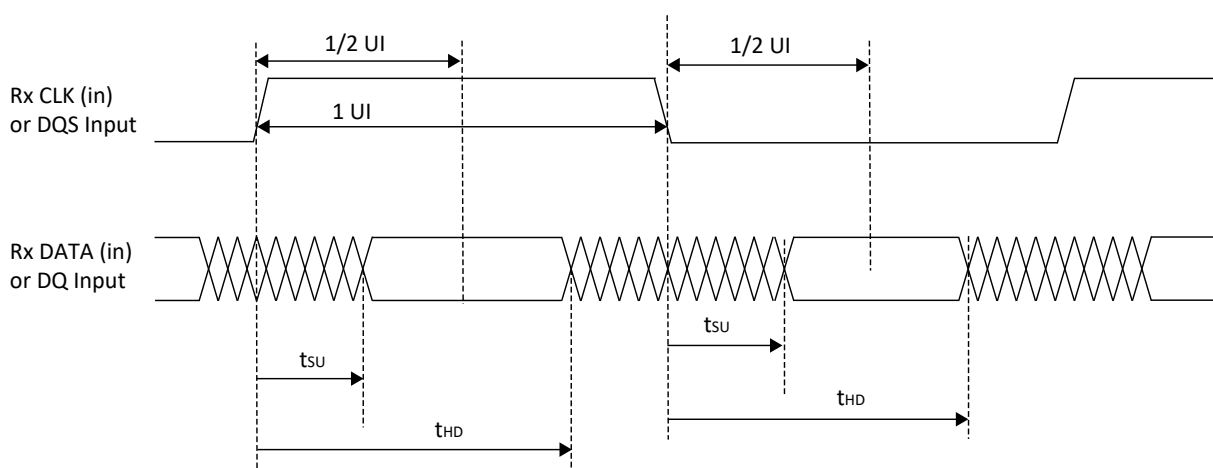 1/2 UI
1/2 UI
Rx CLK (in)
or DQS Input
1 UI
Rx DATA (in)
or DQ Input
tSU
tSU
tHD
tHD